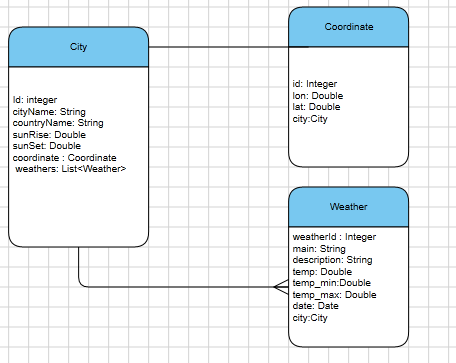 City
Id: integer
cityName: String
countryName: String
sunRise: Double
sunSet: Double
coordinate : Coordinate
weathers: List<Weather>
Coordinate
id: Integer
lon: Double
lat: Double
city:City
Weather
weatherId : Integer
main: String
description: String
temp: Double
temp_min:Double
temp_max: Double
date: Date
city:City